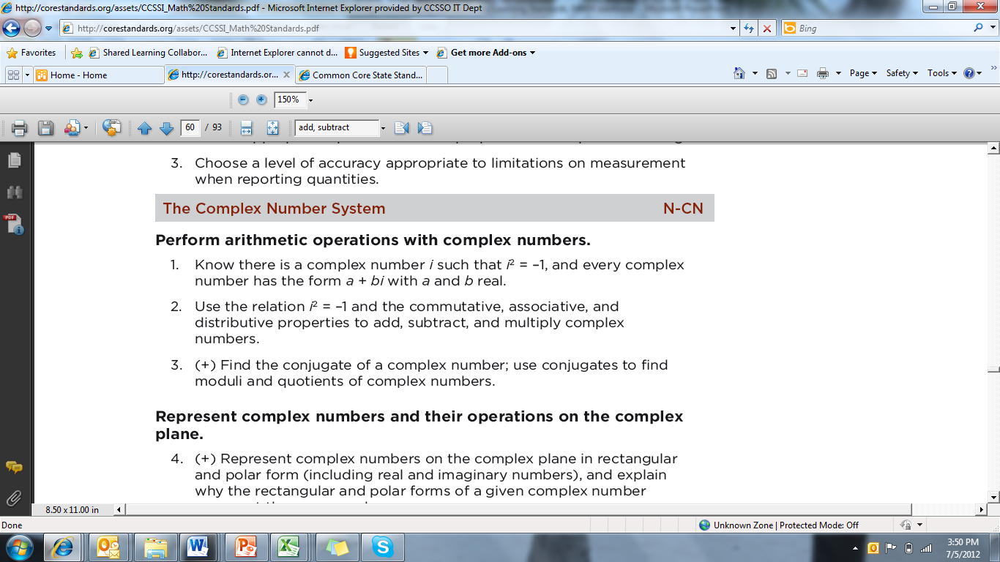 http://corestandards.org/assets/CCSSI_Math%20Standards.pdf - Microsoft Internet Explorer provided by CCSSO IT Dept
http://corestandards.org/assets/CCSSI_Math%20Standards.pdf
Bing
Favorites Shared Learning Collabor... Internet Explorer cannot d... Suggested Sites Get more Add-ons
Home - Home http://corestandards.or... Common Core State Stand... Page Safety Tools
150%
60 / 93 add, subtract
3. Choose a level of accuracy appropriate to limitations on measurement
when reporting quantities.
The Complex Number System N-CN
Perform arithmetic operations with complex numbers.
1. Know there is a complex number i such that i² = –1, and every complex
number has the form a + bi with a and b real.
2. Use the relation i² = –1 and the commutative, associative, and
distributive properties to add, subtract, and multiply complex
numbers.
3. (+) Find the conjugate of a complex number; use conjugates to find
moduli and quotients of complex numbers.
Represent complex numbers and their operations on the complex
plane.
4. (+) Represent complex numbers on the complex plane in rectangular
and polar form (including real and imaginary numbers), and explain
why the rectangular and polar forms of a given complex number
8.50 x 11.00 in
Done Unknown Zone | Protected Mode: Off
3:50 PM
7/5/2012